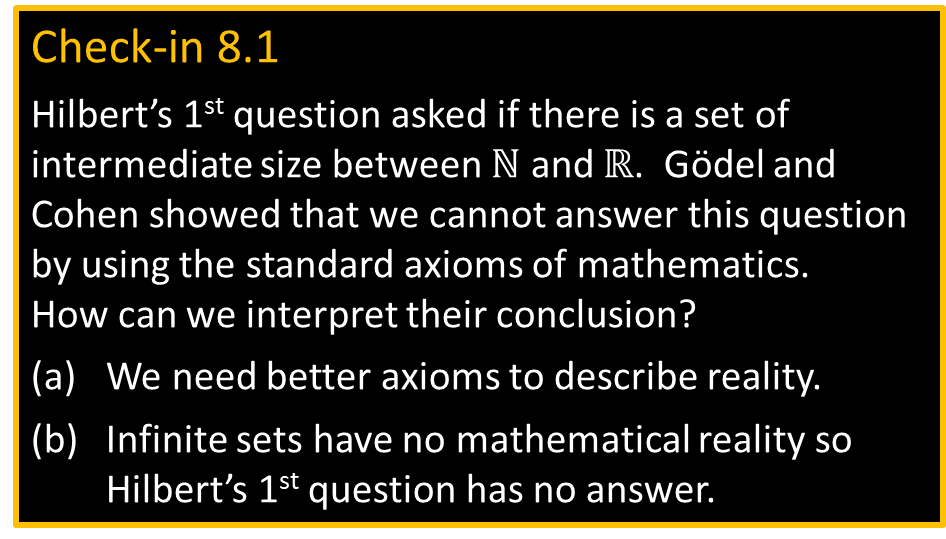 Check-in 8.1
Hilbert’s 1st question asked if there is a set of
intermediate size between ℕ and ℝ. Gödel and
Cohen showed that we cannot answer this question
by using the standard axioms of mathematics.
How can we interpret their conclusion?
(a) We need better axioms to describe reality.
(b) Infinite sets have no mathematical reality so
Hilbert’s 1st question has no answer.